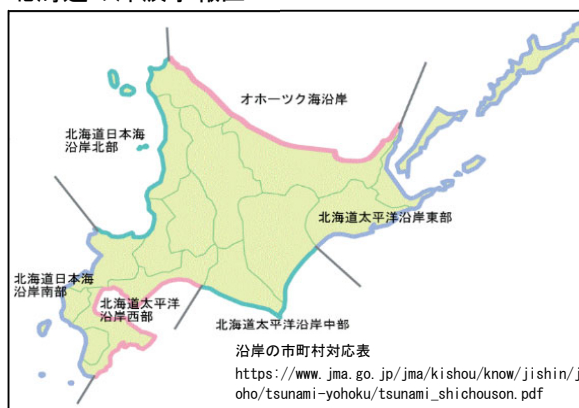 オホーツク海沿岸
北海道日本海
沿岸北部
北海道太平洋沿岸東部
北海道日本海
沿岸南部
北海道太平洋
沿岸西部
北海道太平洋沿岸中部
沿岸の市町村対応表
https://www.jma.go.jp/jma/kishou/know/jishin/j
oho/tsunami-yohoku/tsunami_shichouson.pdf